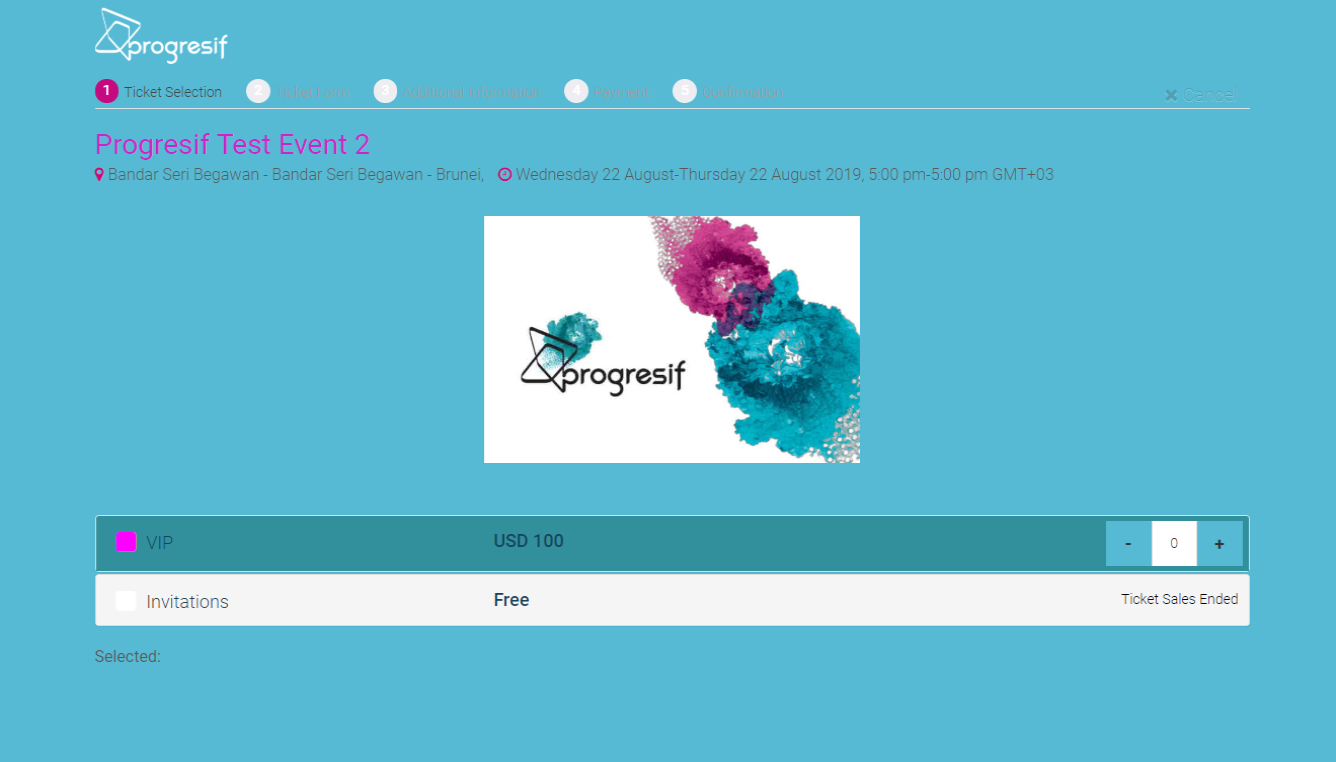 progresif
1 Ticket Selection 2 Ticket Form 3 Additional Information 4 Payment 5 Confirmation
Cancel
Progresif Test Event 2
Bandar Seri Begawan - Bandar Seri Begawan - Brunei, Wednesday 22 August-Thursday 22 August 2019, 5:00 pm-5:00 pm GMT+03
progresif
VIP USD 100 - 0 +
Invitations Free Ticket Sales Ended
Selected: